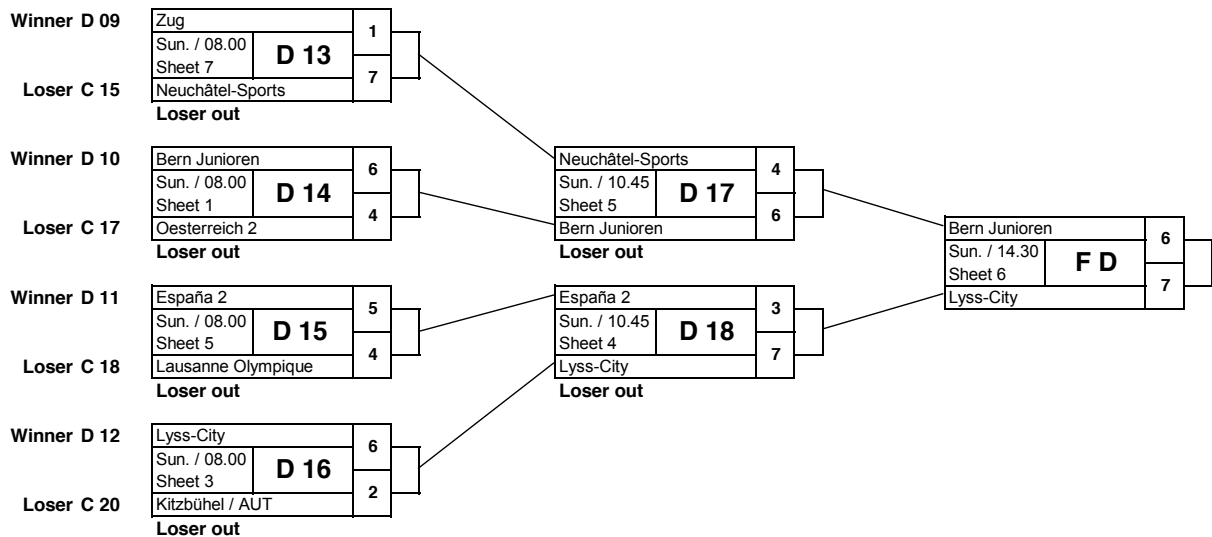 Winner D 09
Zug
1
Sun. / 08.00
Sheet 7
D 13
7
Loser C 15
Neuchâtel-Sports
Loser out
Winner D 10
Bern Junioren
6
Sun. / 08.00
Sheet 1
D 14
4
Loser C 17
Oesterreich 2
Loser out
Neuchâtel-Sports
4
Sun. / 10.45
Sheet 5
D 17
6
Bern Junioren
Loser out
Bern Junioren
6
Sun. / 14.30
Sheet 6
F D
7
Lyss-City
Winner D 11
España 2
5
Sun. / 08.00
Sheet 5
D 15
4
Loser C 18
Lausanne Olympique
Loser out
España 2
3
Sun. / 10.45
Sheet 4
D 18
7
Lyss-City
Loser out
Winner D 12
Lyss-City
6
Sun. / 08.00
Sheet 3
D 16
2
Loser C 20
Kitzbühel / AUT
Loser out